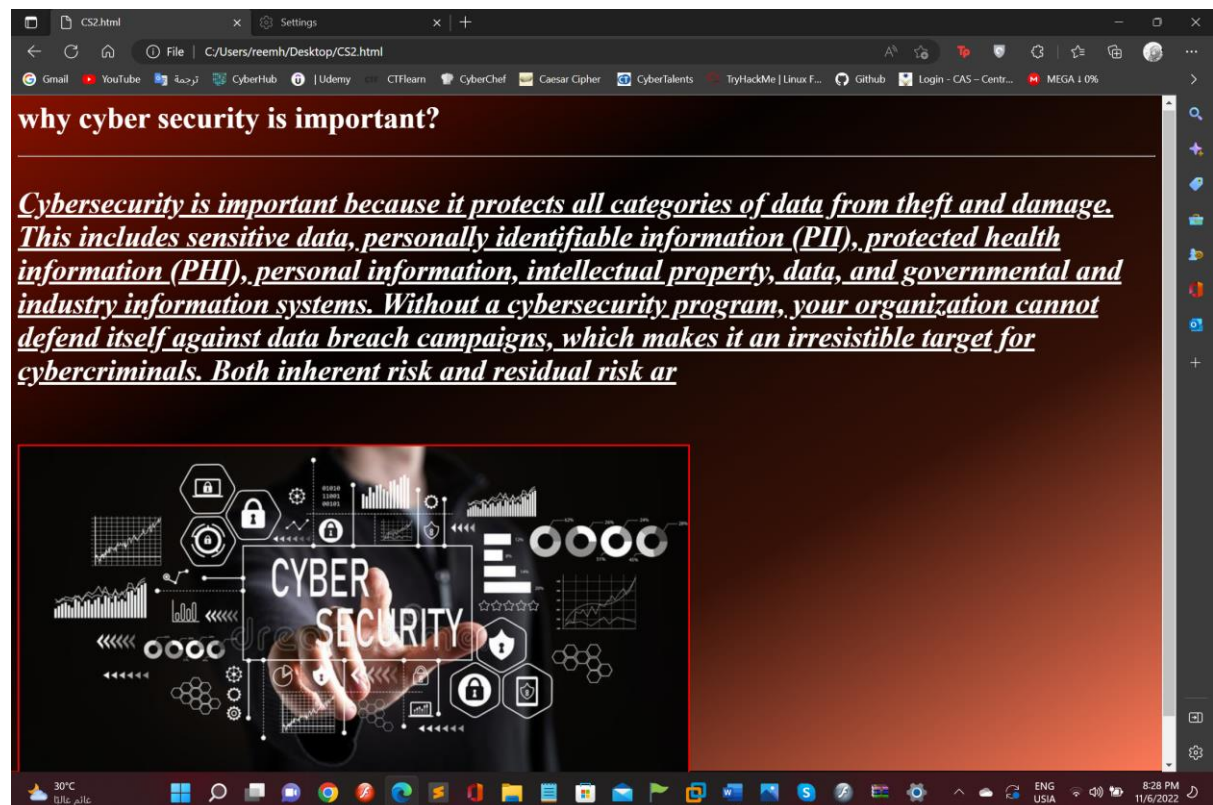 CS2.html
Settings
File
C:/Users/reemh/Desktop/CS2.html
Gmail YouTube ترجمة CyberHub | Udemy CTFlearn CyberChef Caesar Cipher CyberTalents TryHackMe | Linux F... Github Login - CAS – Centr... MEGA ↓ 0%
why cyber security is important?
Cybersecurity is important because it protects all categories of data from theft and damage.
This includes sensitive data, personally identifiable information (PII), protected health
information (PHI), personal information, intellectual property, data, and governmental and
industry information systems. Without a cybersecurity program, your organization cannot
defend itself against data breach campaigns, which makes it an irresistible target for
cybercriminals. Both inherent risk and residual risk ar
01010
11001
00101
CYBER
SECURITY
30°C
غائم غالبًا
ENG
USIA
8:28 PM
11/6/2022